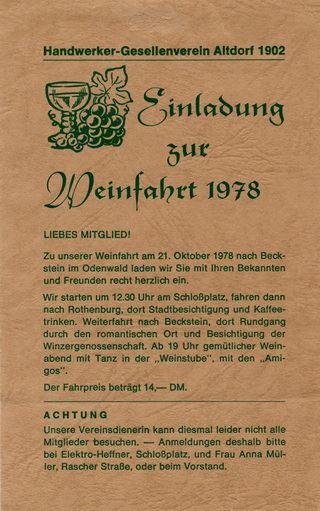 Handwerker-Gesellenverein Altdorf 1902
Einladung
zur
Weinfahrt 1978
LIEBES MITGLIED!
Zu unserer Weinfahrt am 21. Oktober 1978 nach Beck-
stein im Odenwald laden wir Sie mit Ihren Bekannten
und Freunden recht herzlich ein.
Wir starten um 12.30 Uhr am Schloßplatz, fahren dann
nach Rothenburg, dort Stadtbesichtigung und Kaffee-
trinken. Weiterfahrt nach Beckstein, dort Rundgang
durch den romantischen Ort und Besichtigung der
Winzergenossenschaft. Ab 19 Uhr gemütlicher Wein-
abend mit Tanz in der „Weinstube", mit den „Ami-
gos".
Der Fahrpreis beträgt 14,— DM.
ACHTUNG
Unsere Vereinsdienerin kann diesmal leider nicht alle
Mitglieder besuchen. — Anmeldungen deshalb bitte
bei Elektro-Heffner, Schloßplatz, und Frau Anna Mül-
ler, Rascher Straße, oder beim Vorstand.